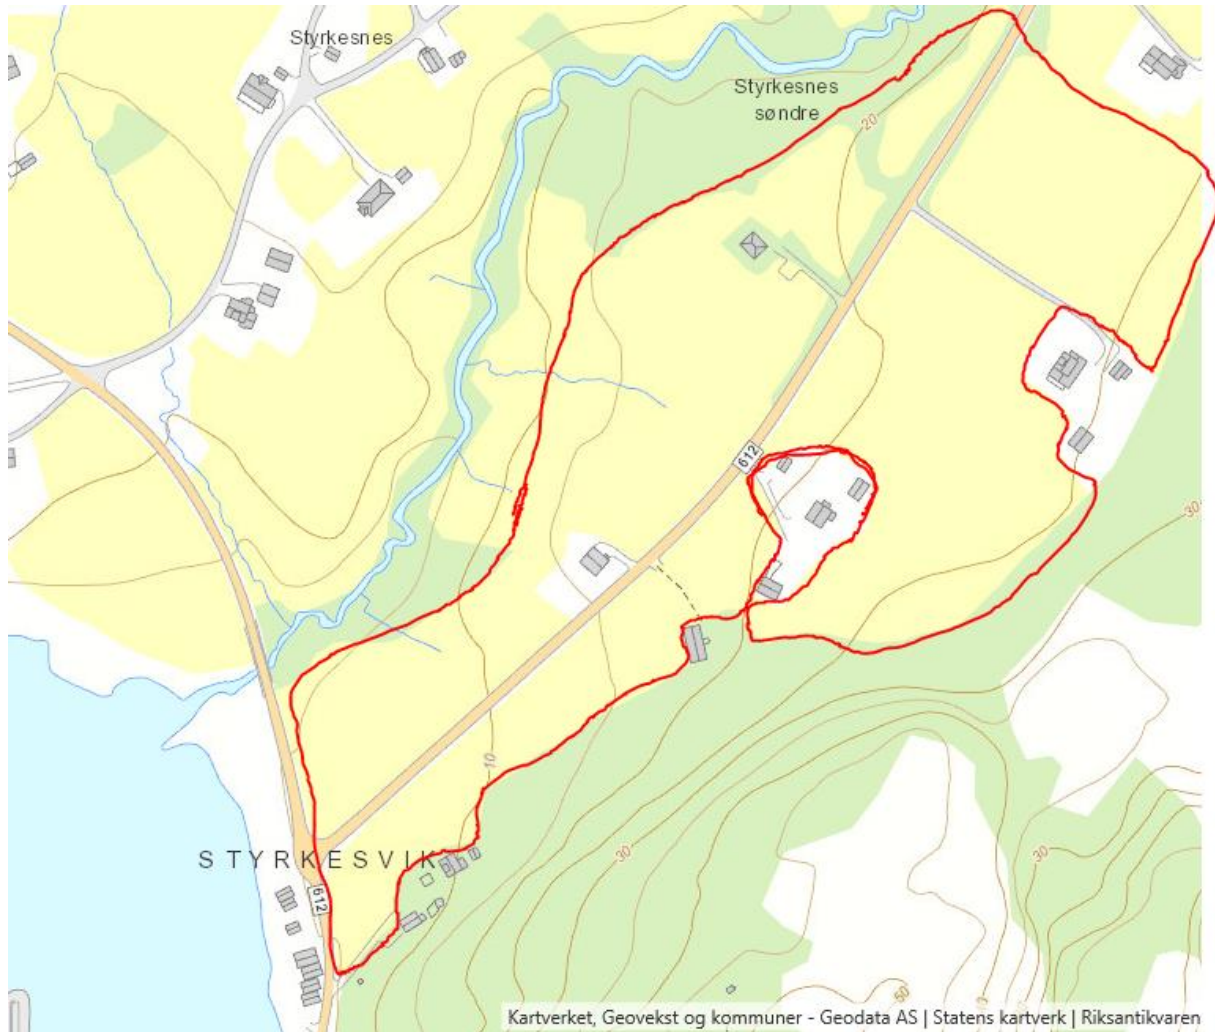 Styrkesnes
Styrkesnes
søndre
20
612
30
10
STYRKESVIK
30
30
612
50
Kartverket, Geovekst og kommuner - Geodata AS | Statens kartverk | Riksantikvaren